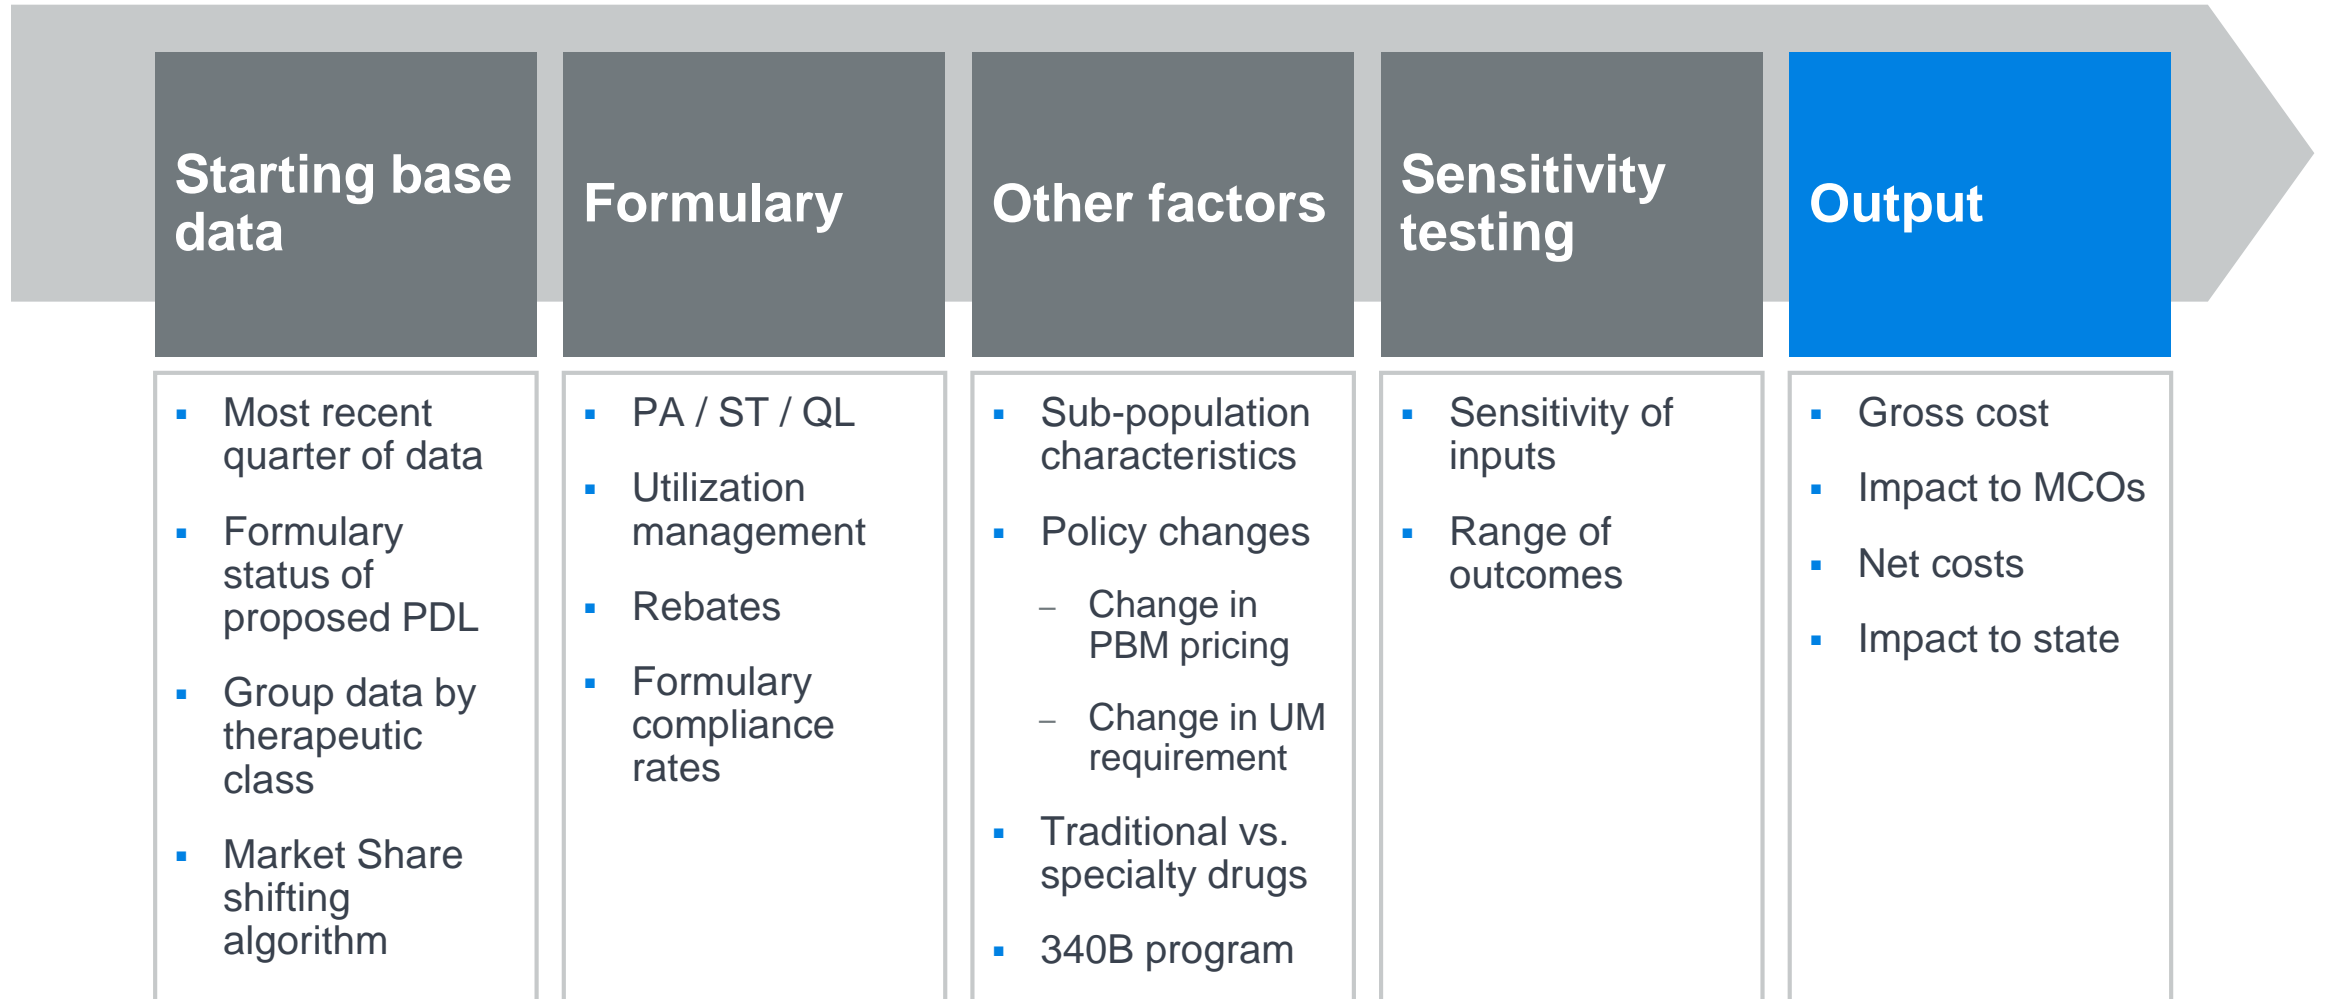 Starting base
data
Formulary
Other factors
Sensitivity
testing
Output
▪ Most recent
quarter of data
▪ Formulary
status of
proposed PDL
▪ Group data by
therapeutic
class
▪ Market Share
shifting
algorithm
▪ PA / ST / QL
▪ Utilization
management
▪ Rebates
▪ Formulary
compliance
rates
▪ Sub-population
characteristics
▪ Policy changes
– Change in
PBM pricing
– Change in UM
requirement
▪ Traditional vs.
specialty drugs
▪ 340B program
▪ Sensitivity of
inputs
▪ Range of
outcomes
▪ Gross cost
▪ Impact to MCOs
▪ Net costs
▪ Impact to state